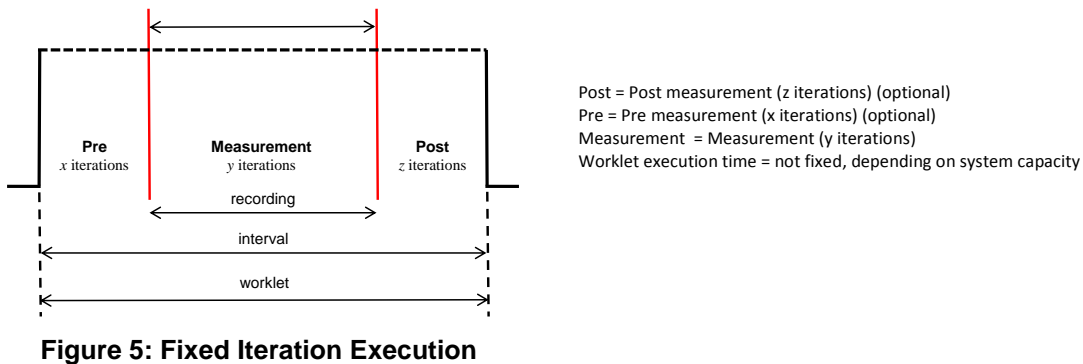 Pre
x iterations
Measurement
y iterations
Post
z iterations
recording
interval
worklet
Post = Post measurement (z iterations) (optional)
Pre = Pre measurement (x iterations) (optional)
Measurement = Measurement (y iterations)
Worklet execution time = not fixed, depending on system capacity
Figure 5: Fixed Iteration Execution